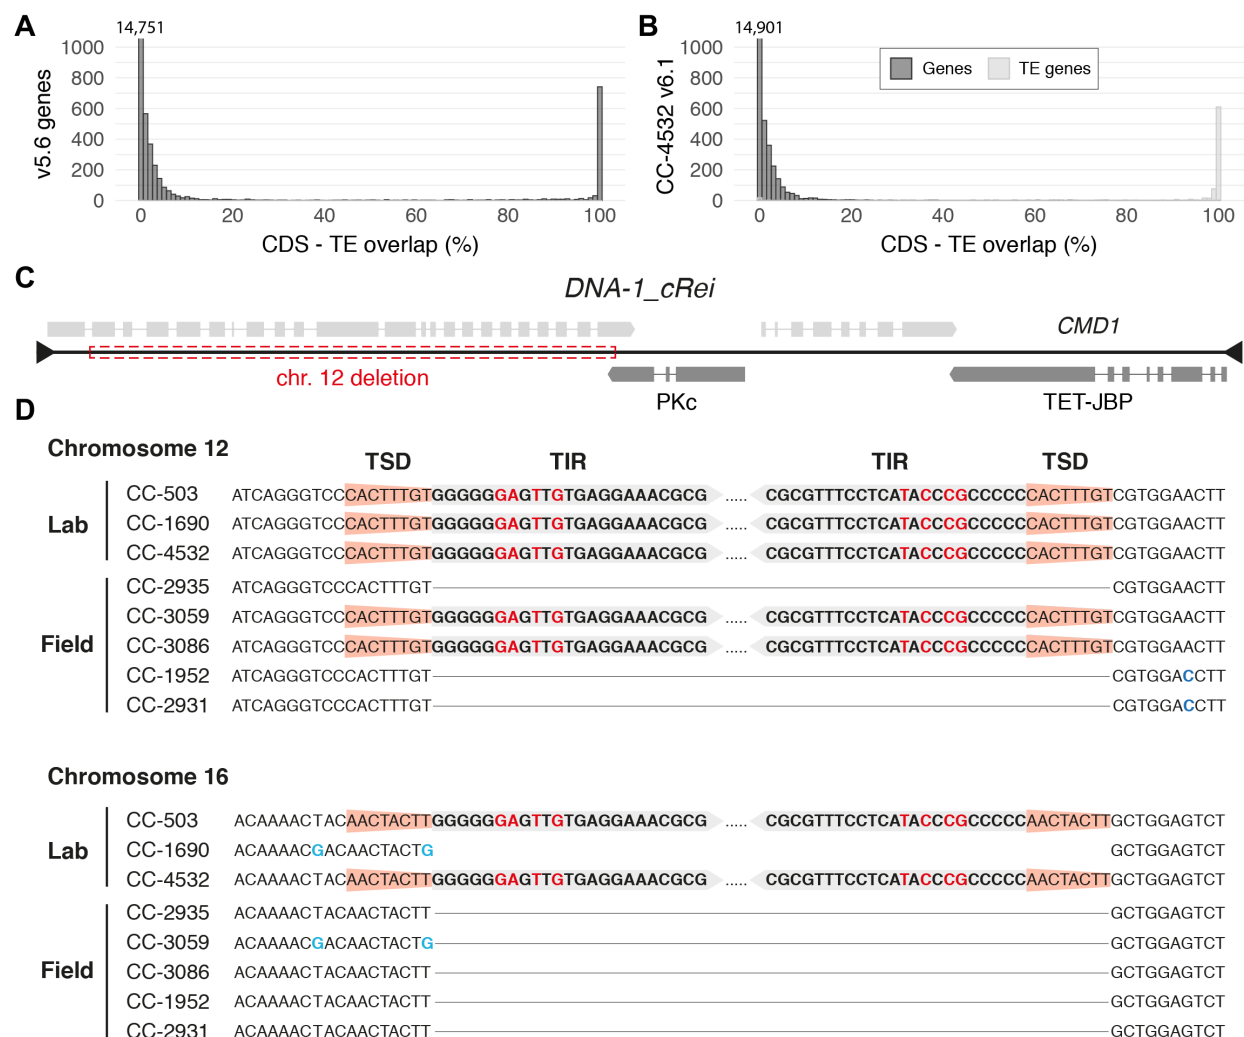 A
14,751
1000
800
600
400
200
0
v5.6 genes
0 20 40 60 80 100
CDS - TE overlap (%)
B
14,901
1000
800
600
400
200
0
CC-4532 v6.1
Genes TE genes
0 20 40 60 80 100
CDS - TE overlap (%)
C
DNA-1_cRei
CMD1
chr. 12 deletion
PKc
TET-JBP
D
Chromosome 12
TSD TIR TIR TSD
Lab
CC-503 ATCAGGGTCCCACTTTGTGGGGGGAGTTGTGAGGAAACGCG ..... CGCGTTTCCTCATACCCGCCCCCCACTTTGTCGTGGAACTT
CC-1690 ATCAGGGTCCCACTTTGTGGGGGGAGTTGTGAGGAAACGCG ..... CGCGTTTCCTCATACCCGCCCCCCACTTTGTCGTGGAACTT
CC-4532 ATCAGGGTCCCACTTTGTGGGGGGAGTTGTGAGGAAACGCG ..... CGCGTTTCCTCATACCCGCCCCCCACTTTGTCGTGGAACTT
Field
CC-2935 ATCAGGGTCCCACTTTGT CGTGGAACTT
CC-3059 ATCAGGGTCCCACTTTGTGGGGGGAGTTGTGAGGAAACGCG ..... CGCGTTTCCTCATACCCGCCCCCCACTTTGTCGTGGAACTT
CC-3086 ATCAGGGTCCCACTTTGTGGGGGGAGTTGTGAGGAAACGCG ..... CGCGTTTCCTCATACCCGCCCCCCACTTTGTCGTGGAACTT
CC-1952 ATCAGGGTCCCACTTTGT CGTGGACCTT
CC-2931 ATCAGGGTCCCACTTTGT CGTGGACCTT
Chromosome 16
Lab
CC-503 ACAAAACTACAACTACTTGGGGGGAGTTGTGAGGAAACGCG ..... CGCGTTTCCTCATACCCGCCCCCAACTACTTGCTGGAGTCT
CC-1690 ACAAAACGACAACTACTG GCTGGAGTCT
CC-4532 ACAAAACTACAACTACTTGGGGGGAGTTGTGAGGAAACGCG ..... CGCGTTTCCTCATACCCGCCCCCAACTACTTGCTGGAGTCT
Field
CC-2935 ACAAAACTACAACTACTT GCTGGAGTCT
CC-3059 ACAAAACGACAACTACTG GCTGGAGTCT
CC-3086 ACAAAACTACAACTACTT GCTGGAGTCT
CC-1952 ACAAAACTACAACTACTT GCTGGAGTCT
CC-2931 ACAAAACTACAACTACTT GCTGGAGTCT